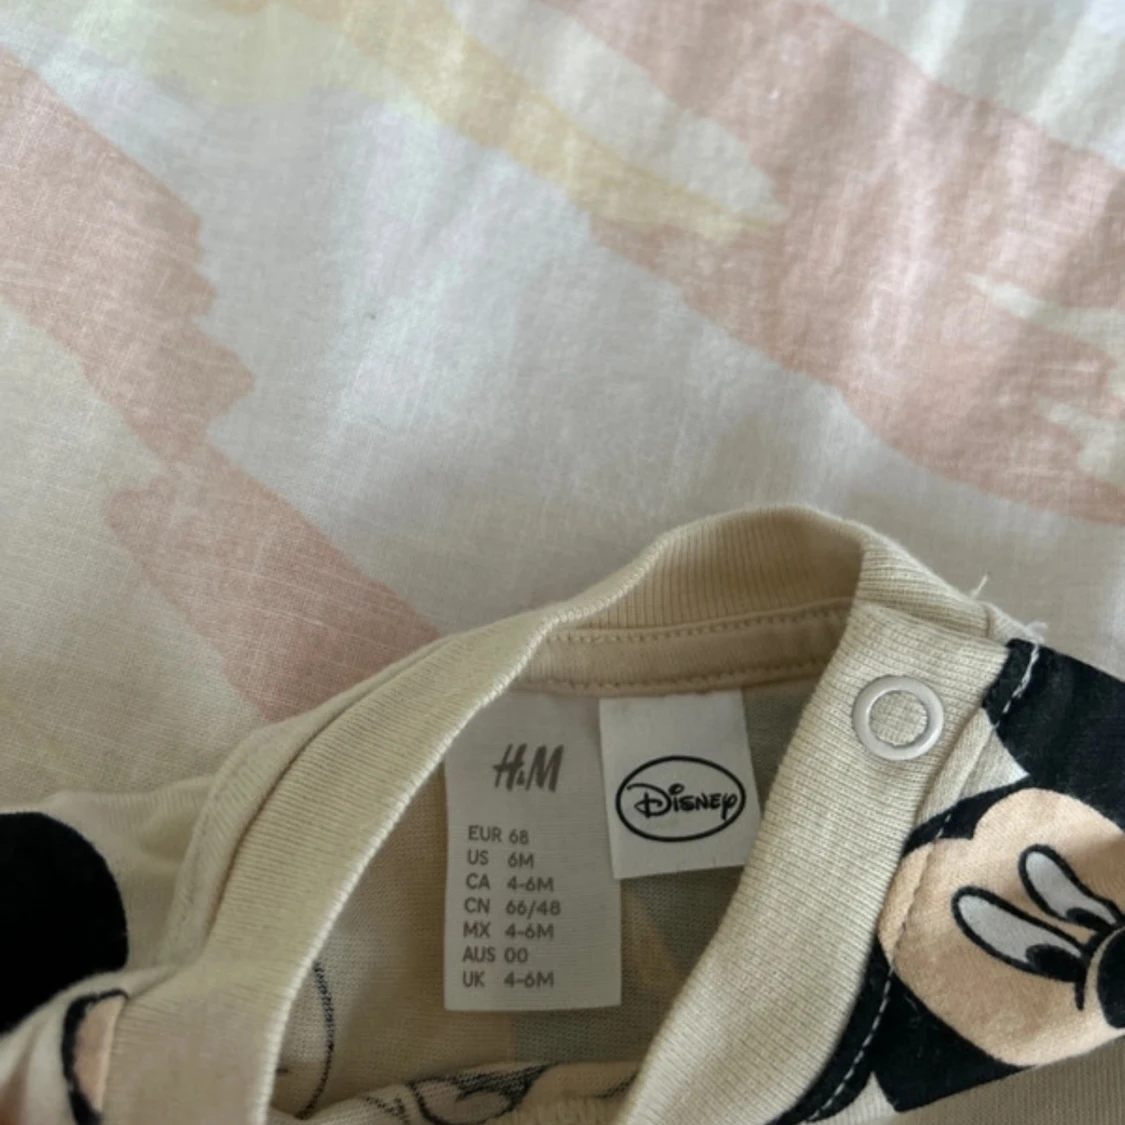 H&M
Disney
EUR 68
US 6M
CA 4-6M
CN 66/48
MX 4-6M
AUS 00
UK 4-6M